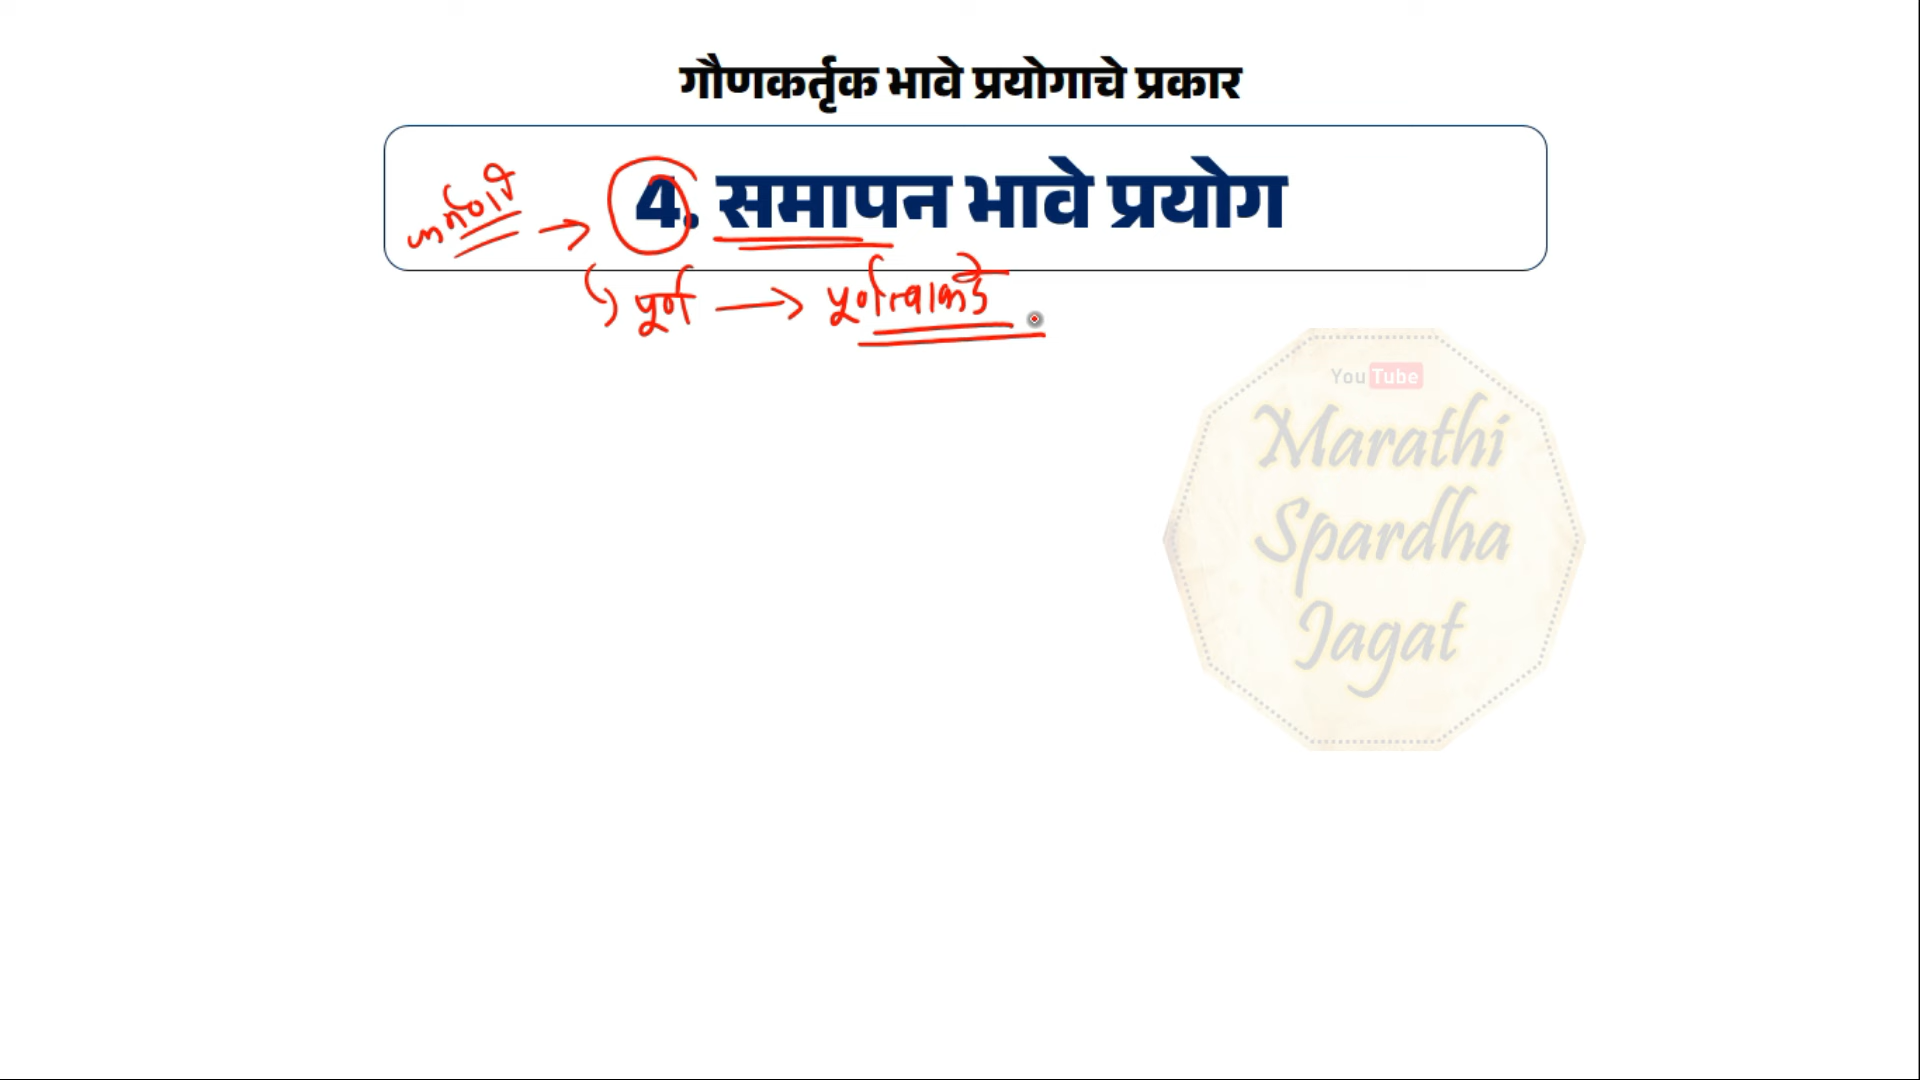 गौणकर्तृक भावे प्रयोगाचे प्रकार
4. समापन भावे प्रयोग
पूर्ण → पूर्णत्वाकडे
YouTube
Marathi
Spardha
Jagat